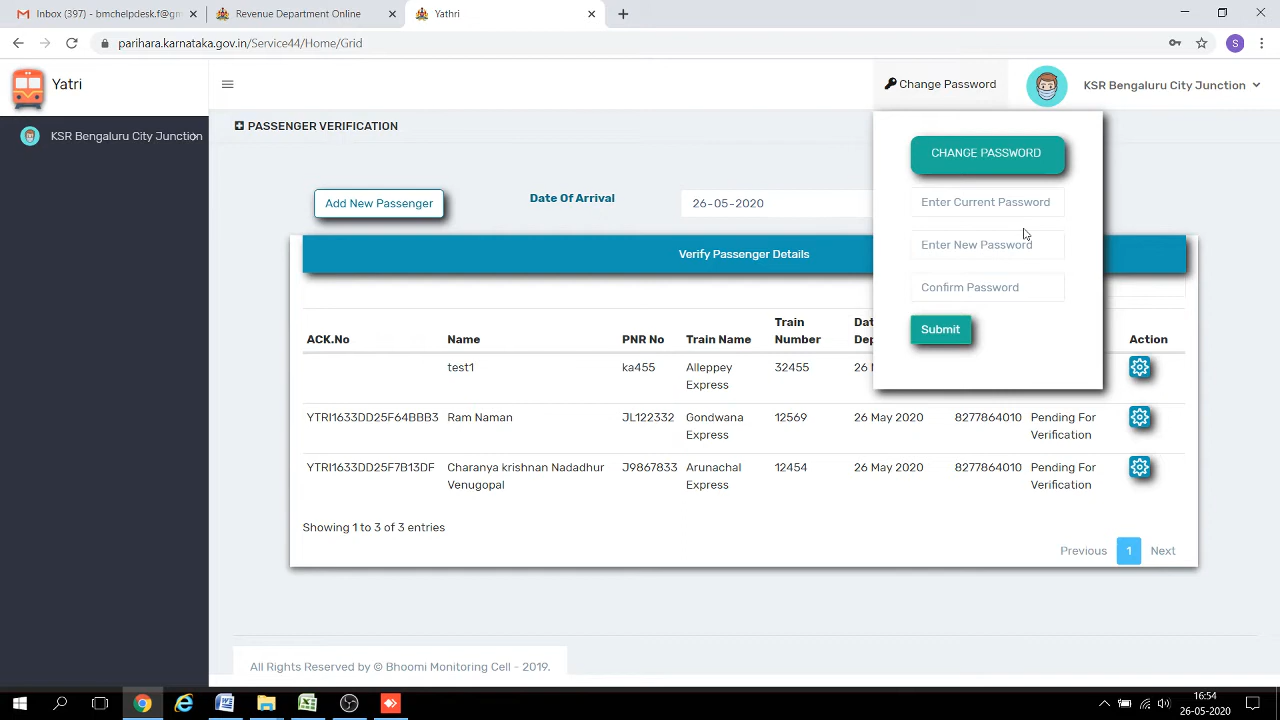 Inbox (397) - bmchelpdesk.f@gm
Revenue Department Online
Yathri
parihara.karnataka.gov.in/Service44/Home/Grid
S
Yatri
Change Password
KSR Bengaluru City Junction
KSR Bengaluru City Junction
PASSENGER VERIFICATION
CHANGE PASSWORD
Enter Current Password
Enter New Password
Confirm Password
Submit
Add New Passenger
Date Of Arrival
26-05-2020
Verify Passenger Details
ACK.No Name PNR No Train Name Train Number Action
test1 ka455 Alleppey Express 32455 26
YTRI1633DD25F64BBB3 Ram Naman JL122332 Gondwana Express 12569 26 May 2020 8277864010 Pending For Verification
YTRI1633DD25F7B13DF Charanya krishnan Nadadhur Venugopal J9867833 Arunachal Express 12454 26 May 2020 8277864010 Pending For Verification
Showing 1 to 3 of 3 entries
Previous 1 Next
All Rights Reserved by © Bhoomi Monitoring Cell - 2019.
16:54
26-05-2020